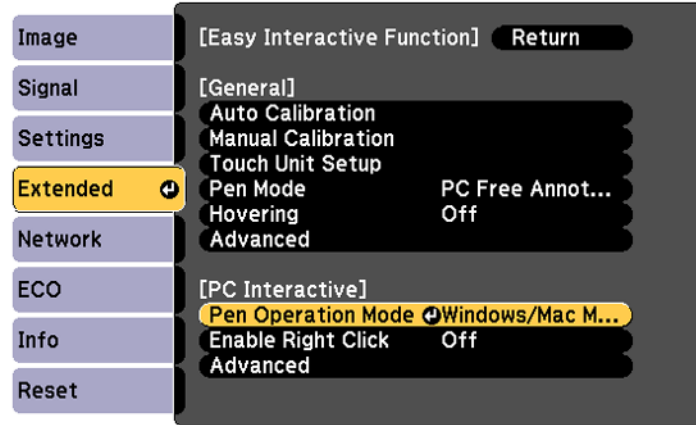 Image
Signal
Settings
Extended
Network
ECO
Info
Reset
[Easy Interactive Function] Return
[General]
Auto Calibration
Manual Calibration
Touch Unit Setup
Pen Mode PC Free Annot...
Hovering Off
Advanced
[PC Interactive]
Pen Operation Mode Windows/Mac M...
Enable Right Click Off
Advanced